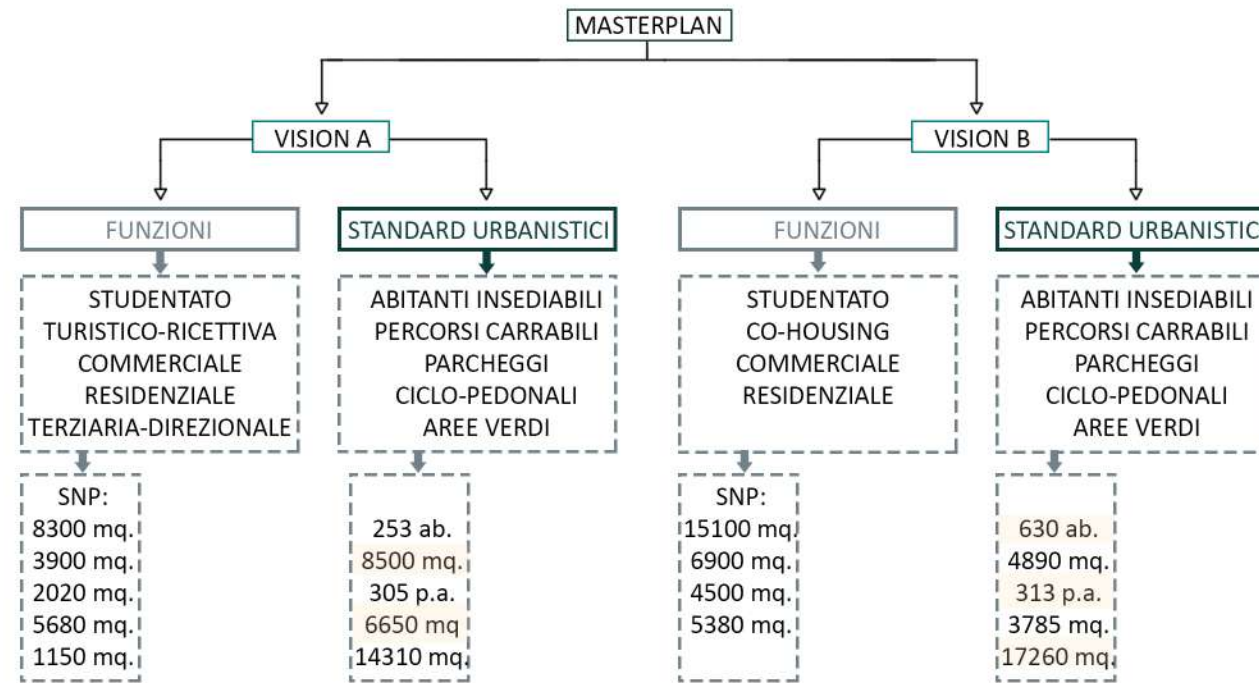 MASTERPLAN
VISION A
VISION B
FUNZIONI
STANDARD URBANISTICI
FUNZIONI
STANDARD URBANISTIC
STUDENTATO
TURISTICO-RICETTIVA
COMMERCIALE
RESIDENZIALE
TERZIARIA-DIREZIONALE
ABITANTI INSEDIABILI
PERCORSI CARRABILI
PARCHEGGI
CICLO-PEDONALI
AREE VERDI
STUDENTATO
CO-HOUSING
COMMERCIALE
RESIDENZIALE
ABITANTI INSEDIABILI
PERCORSI CARRABILI
PARCHEGGI
CICLO-PEDONALI
AREE VERDI
SNP:
8300 mq.
3900 mq.
2020 mq.
5680 mq.
1150 mq.
253 ab.
8500 mq.
305 p.a.
6650 mq
14310 mq.
SNP:
15100 mq.
6900 mq.
4500 mq.
5380 mq.
630 ab.
4890 mq.
313 p.a.
3785 mq.
17260 mq.